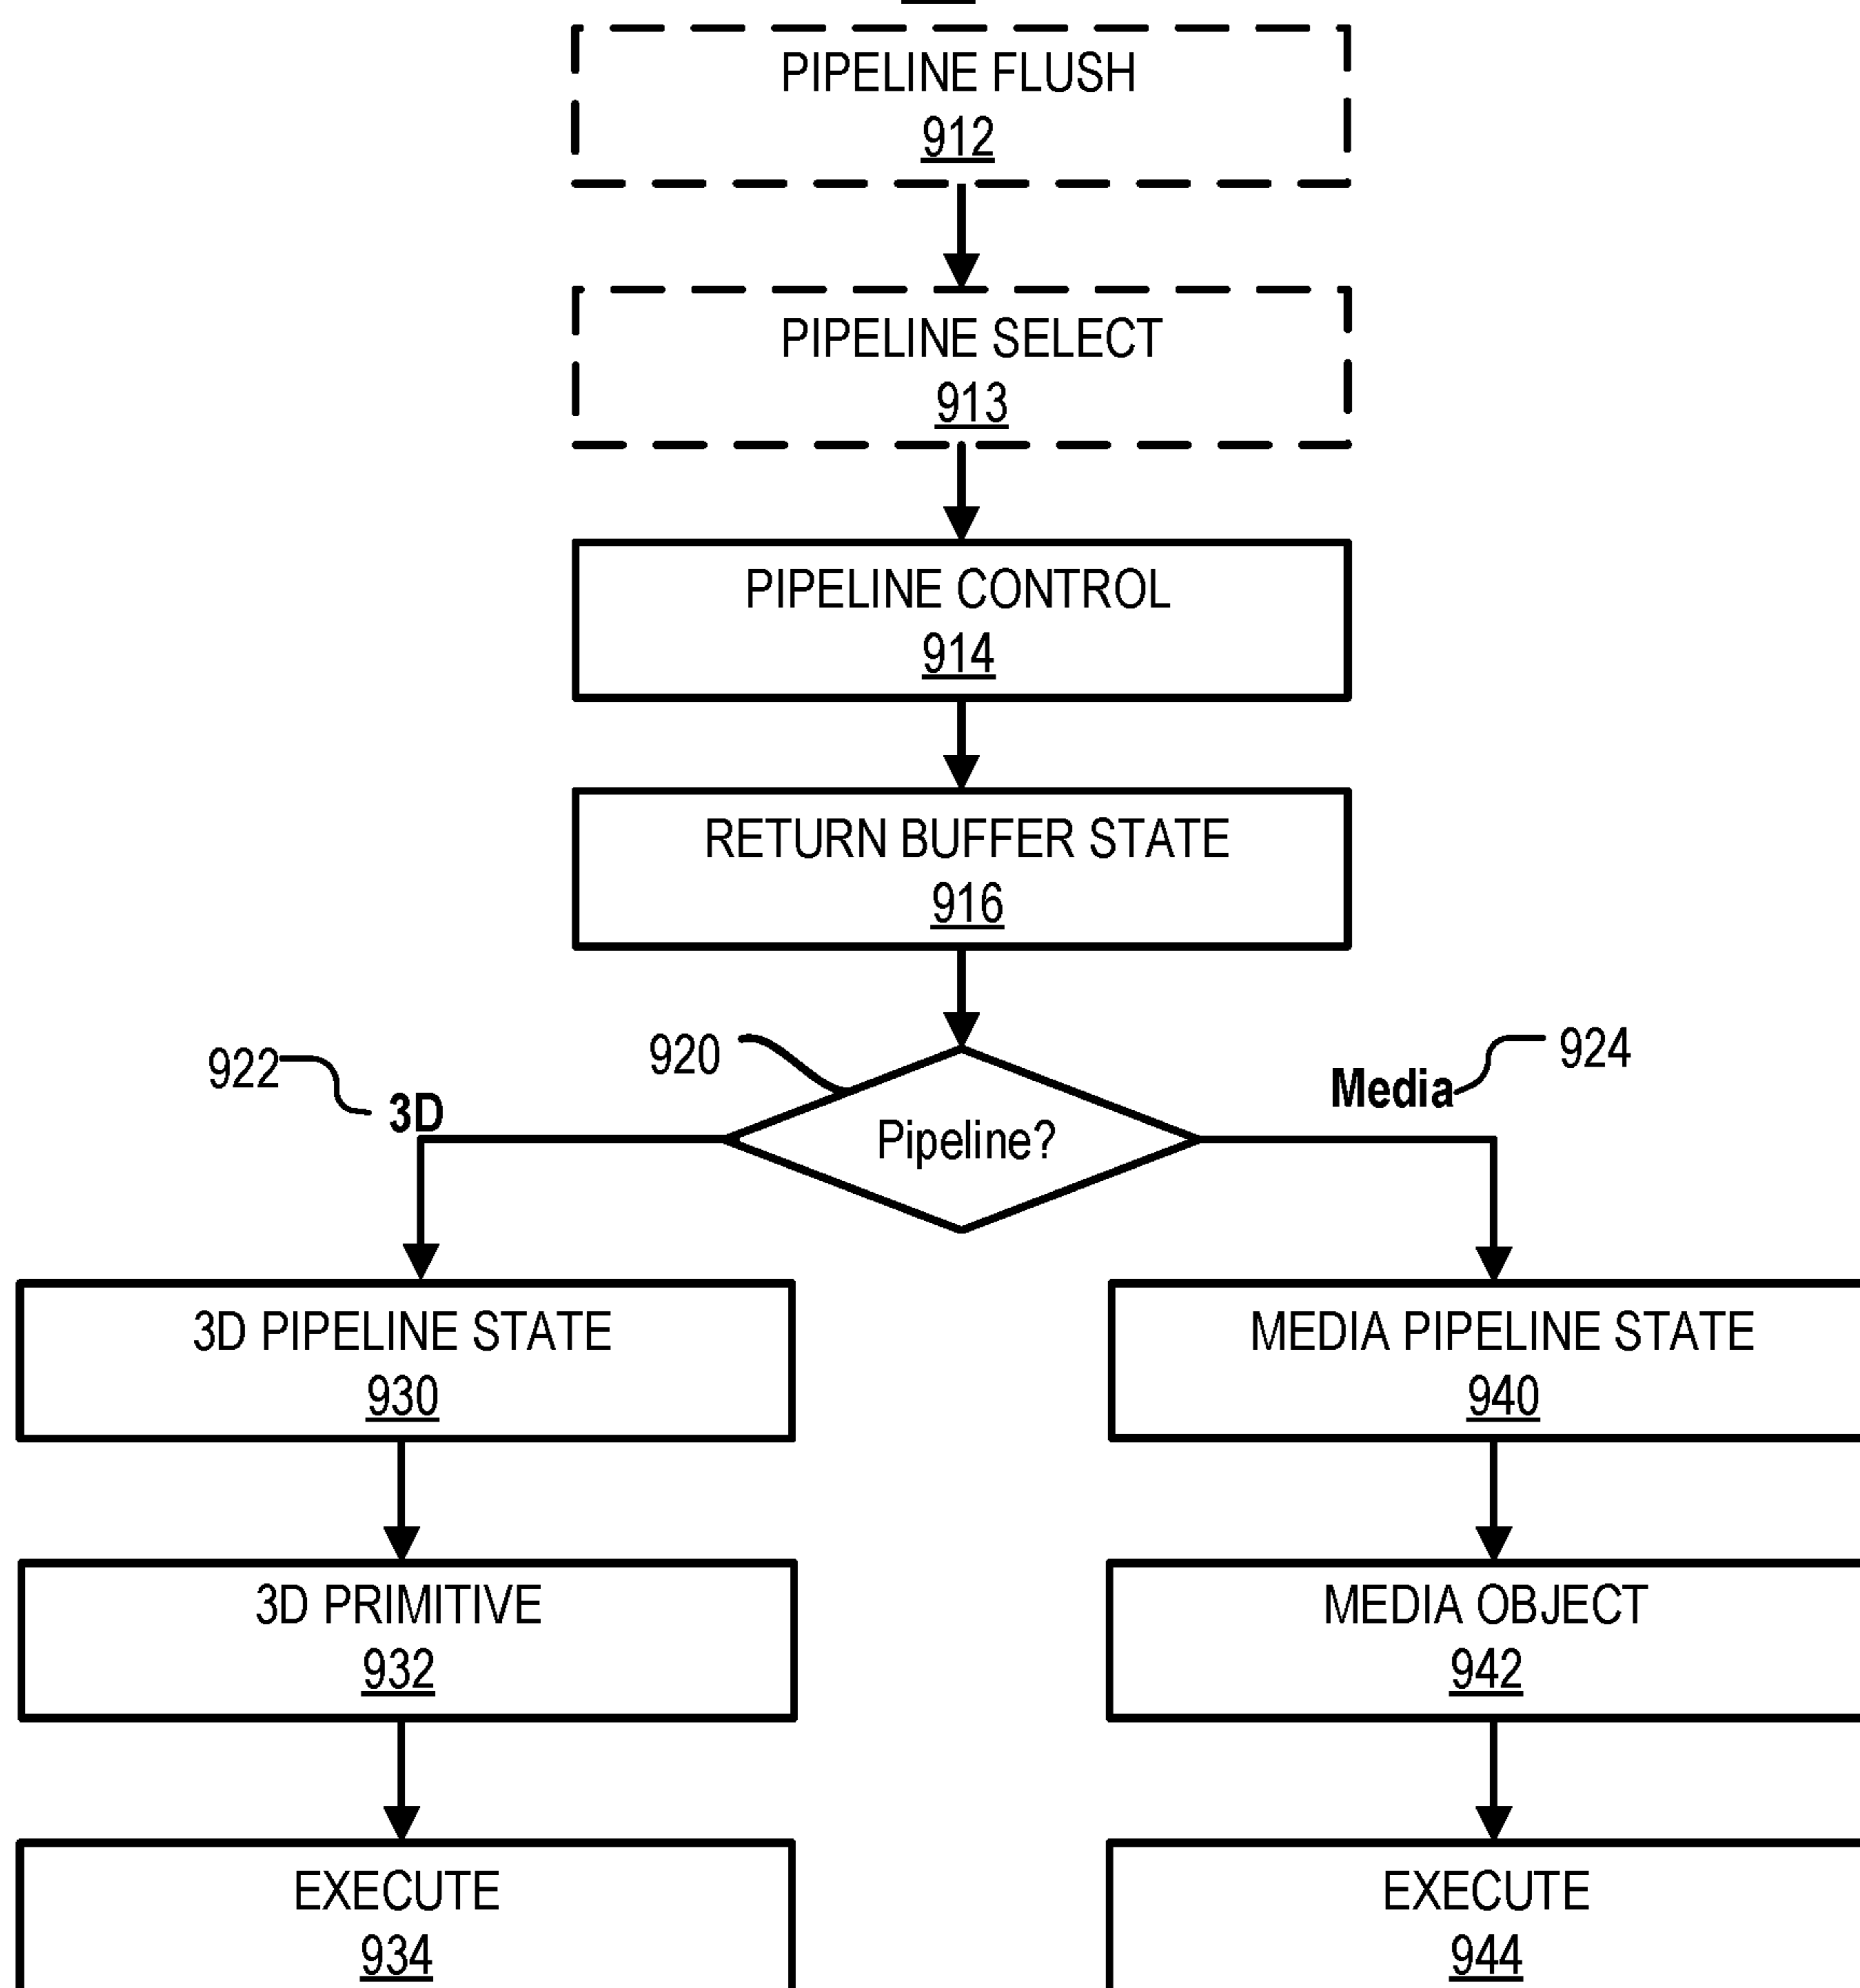 PIPELINE FLUSH
912
PIPELINE SELECT
913
PIPELINE CONTROL
914
RETURN BUFFER STATE
916
922
920
924
3D
Media
Pipeline?
3D PIPELINE STATE
930
MEDIA PIPELINE STATE
940
3D PRIMITIVE
932
MEDIA OBJECT
942
EXECUTE
934
EXECUTE
944